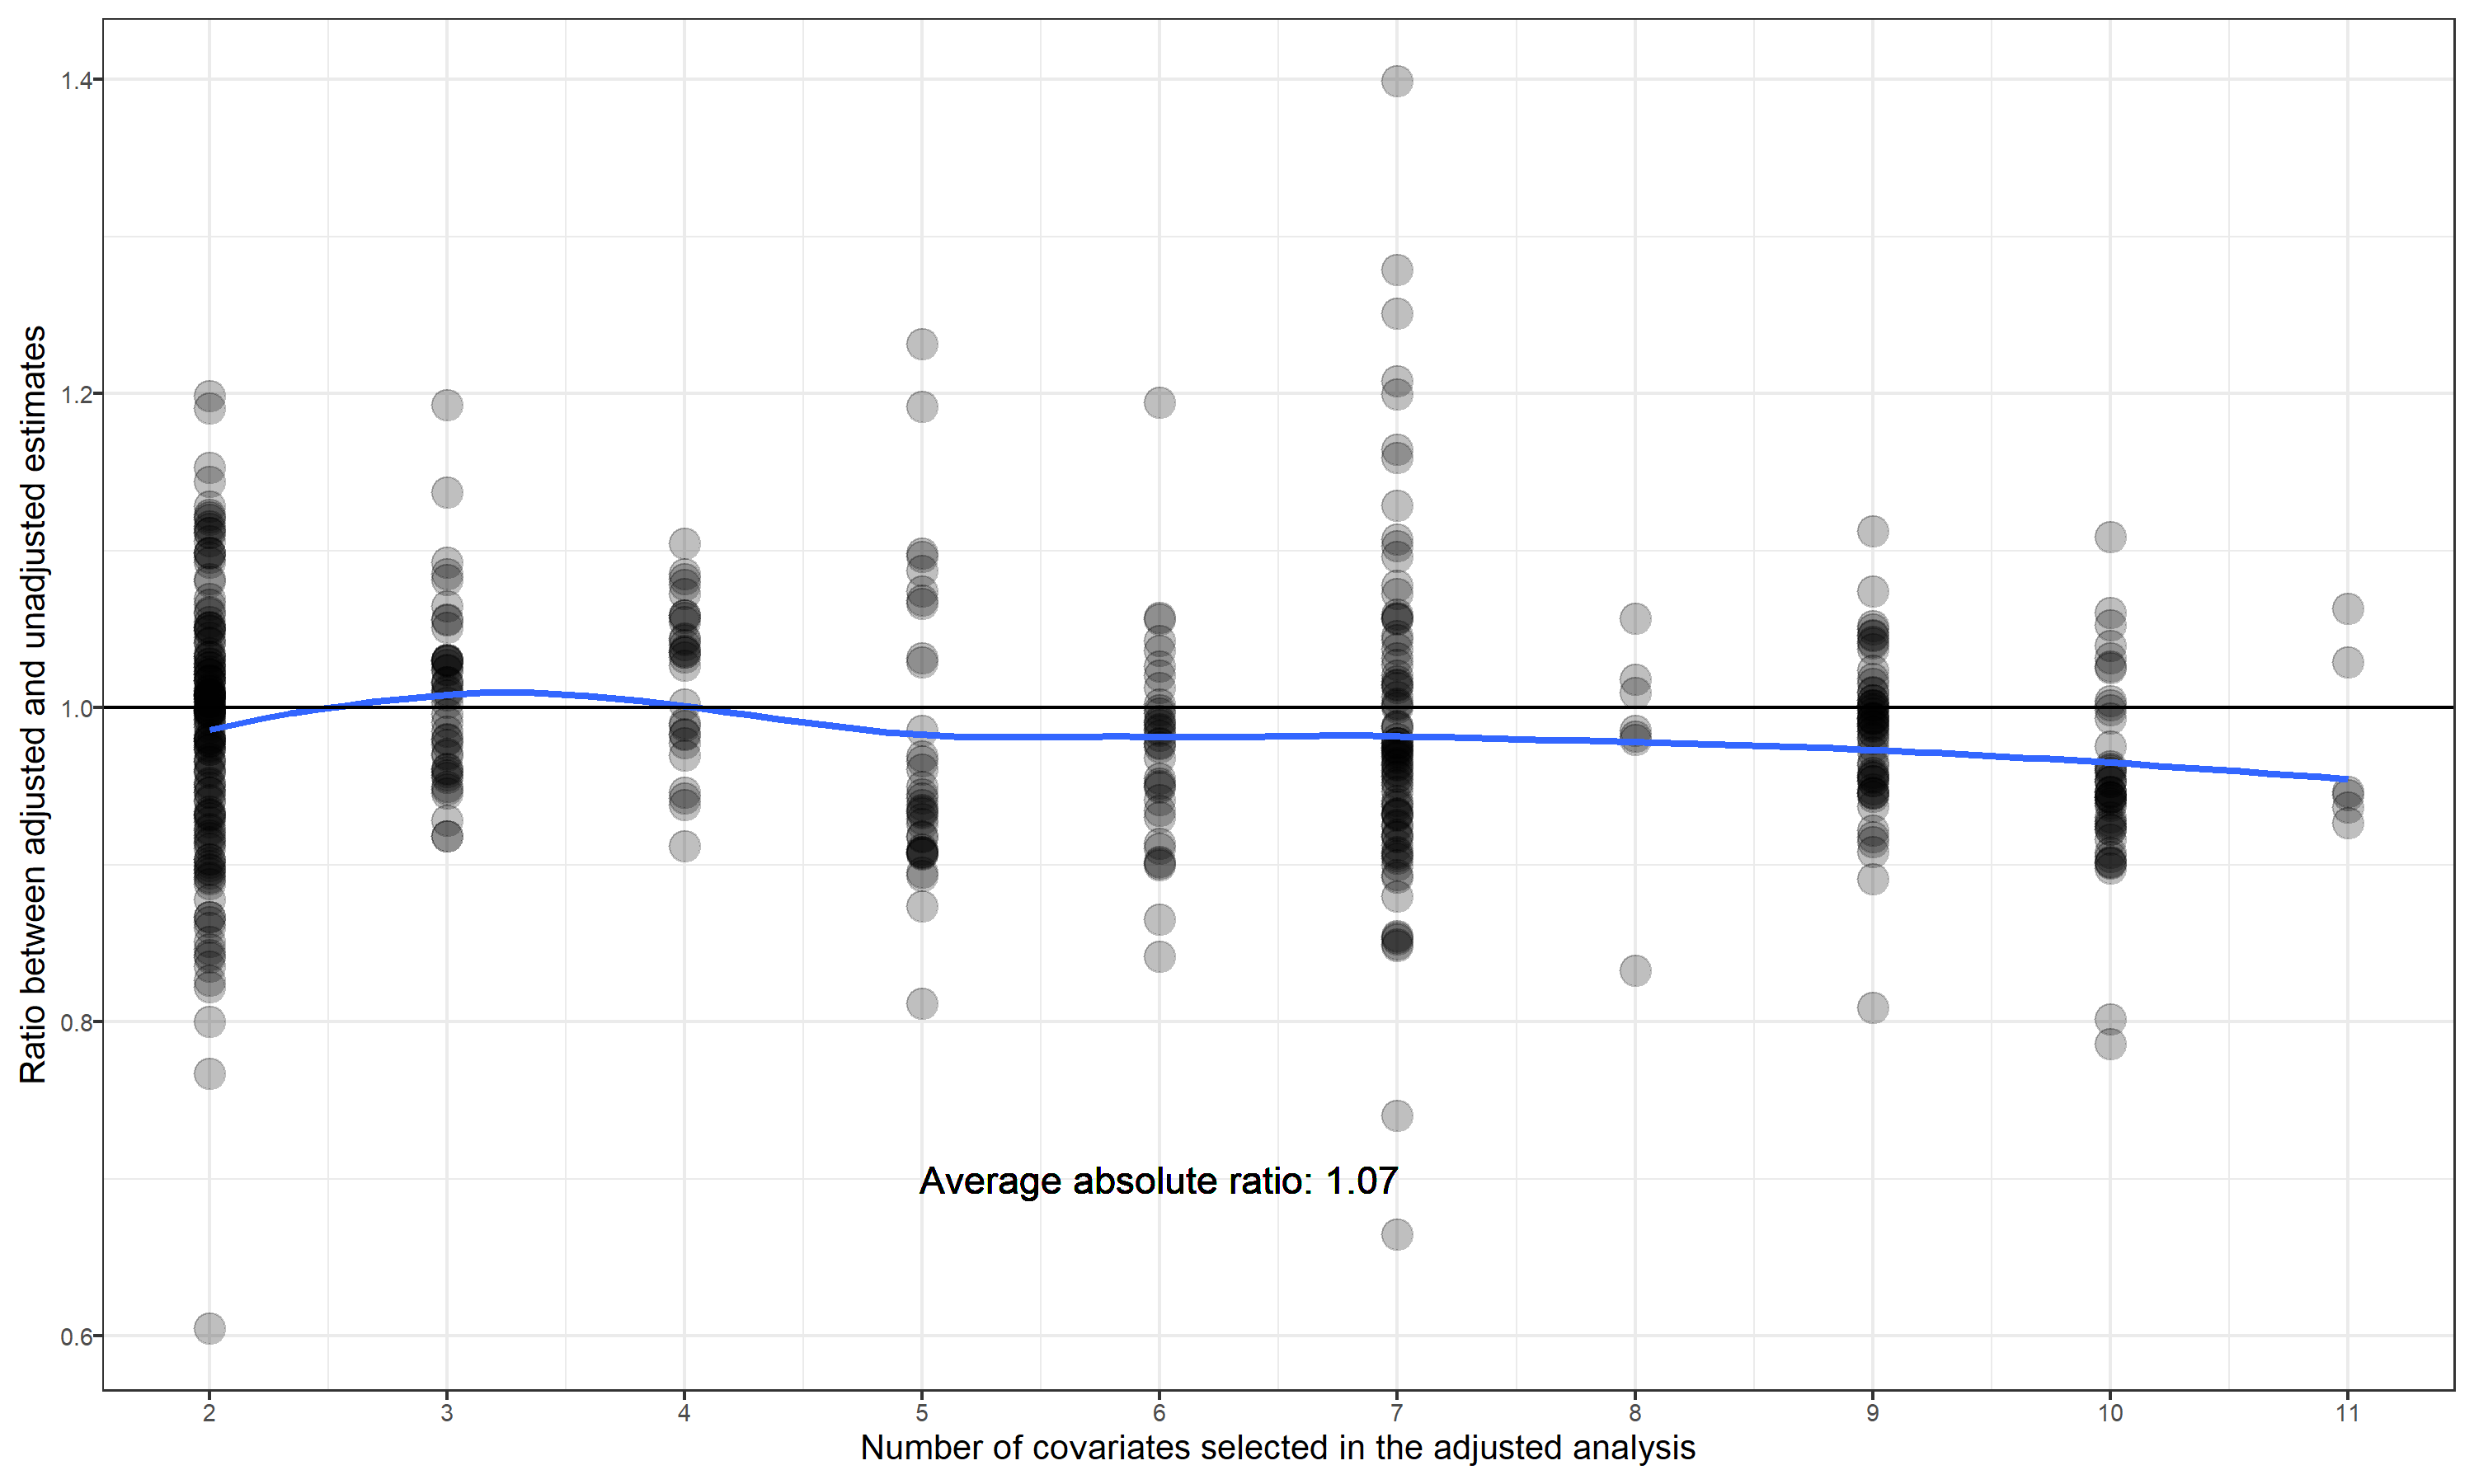 Ratio between adjusted and unadjusted estimates
1.4
1.2
1.0
0.8
0.6
Average absolute ratio: 1.07
2 3 4 5 6 7 8 9 10 11
Number of covariates selected in the adjusted analysis